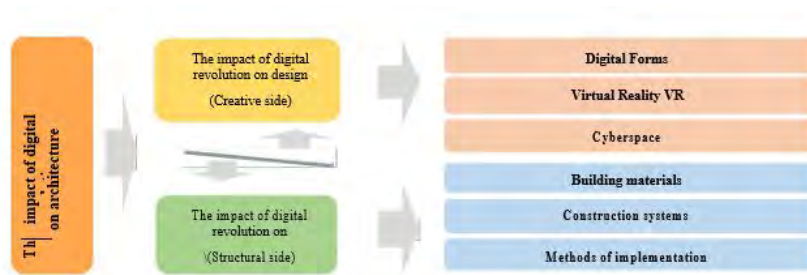 The impact of digital
on architecture
The impact of digital
revolution on design
(Creative side)
The impact of digital
revolution on
\(Structural side)
Digital Forms
Virtual Reality VR
Cyberspace
Building materials
Construction systems
Methods of implementation